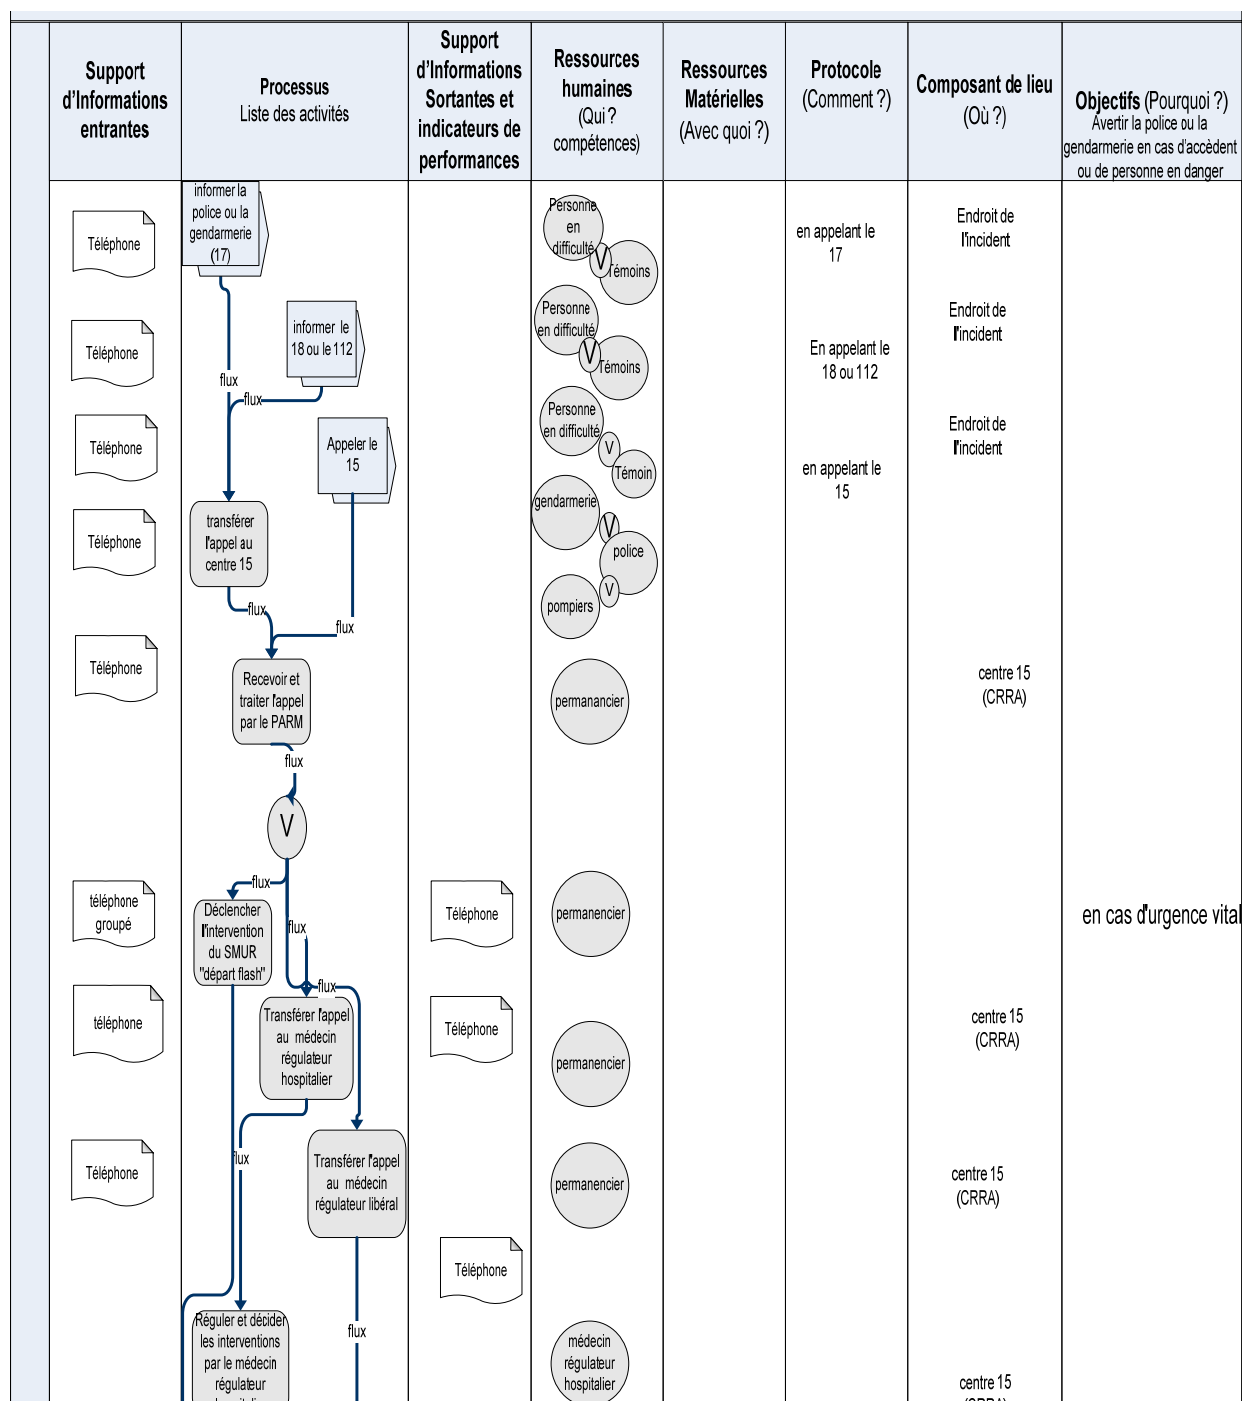 Support
d'Informations
entrantes
Processus
Liste des activités
Support
d'Informations
Sortantes et
indicateurs de
performances
Ressources
humaines
(Qui ?
compétences)
Ressources
Matérielles
(Avec quoi ?)
Protocole
(Comment ?)
Composant de lieu
(Où ?)
Objectifs (Pourquoi ?)
Avertir la police ou la
gendarmerie en cas d'accèdent
ou de personne en danger
Téléphone
informer la
police ou la
gendarmerie
(17)
Personne
en
difficulté
V
Témoins
en appelant le
17
Endroit de
l'incident
Téléphone
informer le
18 ou le 112
Personne
en difficulté
V
Témoins
En appelant le
18 ou 112
Endroit de
l'incident
flux
flux
Téléphone
Appeler le
15
Personne
en difficulté
V
Témoin
en appelant le
15
Endroit de
l'incident
Téléphone
transférer
l'appel au
centre 15
gendarmerie
V
police
V
pompiers
flux
flux
Téléphone
Recevoir et
traiter l'appel
par le PARM
permanancier
centre 15
(CRRA)
flux
V
flux
téléphone
groupé
Déclencher
l'intervention
du SMUR
"départ flash"
Téléphone
permanencier
en cas d'urgence vital
flux
flux
téléphone
Transférer l'appel
au médecin
régulateur
hospitalier
Téléphone
permanencier
centre 15
(CRRA)
flux
Téléphone
Transférer l'appel
au médecin
régulateur libéral
permanencier
centre 15
(CRRA)
Téléphone
flux
Réguler et décider
les interventions
par le médecin
régulateur
médecin
régulateur
hospitalier
centre 15